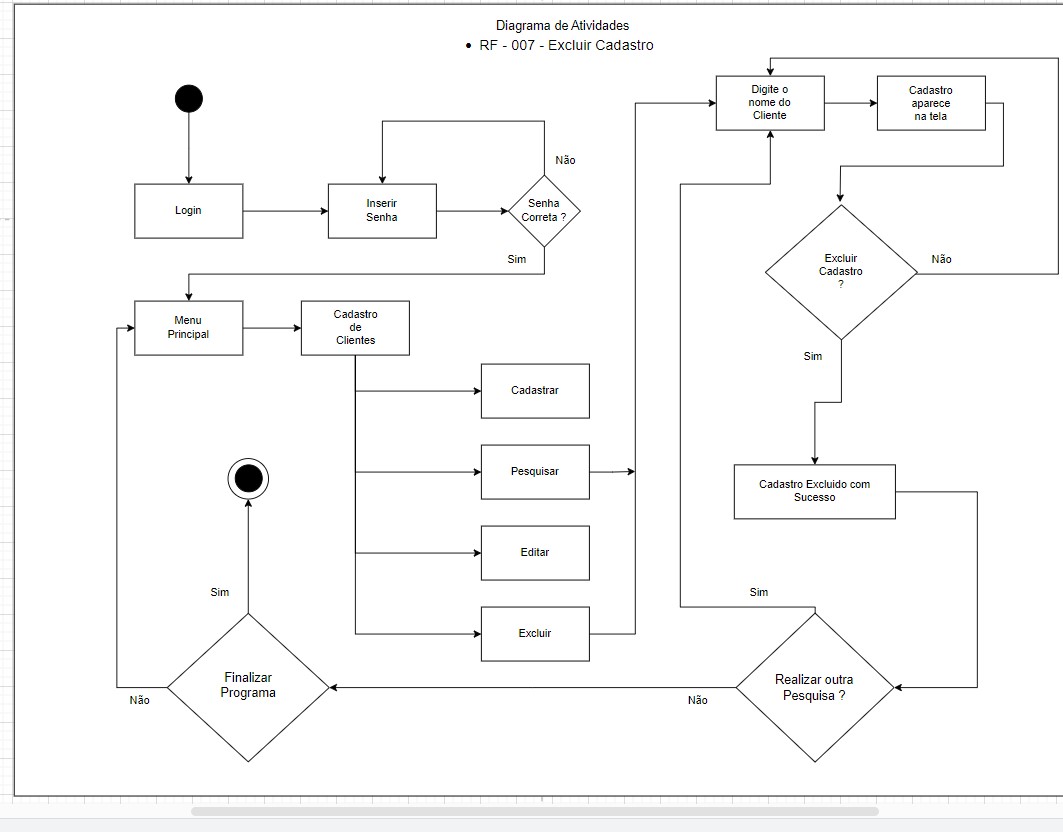 Diagrama de Atividades
• RF - 007 - Excluir Cadastro
Digite o
nome do
Cliente
Cadastro
aparece
na tela
Não
Login
Inserir
Senha
Senha
Correta ?
Sim
Excluir
Cadastro
?
Não
Menu
Principal
Cadastro
de
Clientes
Sim
Cadastrar
Pesquisar
Cadastro Excluido com
Sucesso
Editar
Sim
Sim
Excluir
Finalizar
Programa
Realizar outra
Pesquisa ?
Não
Não